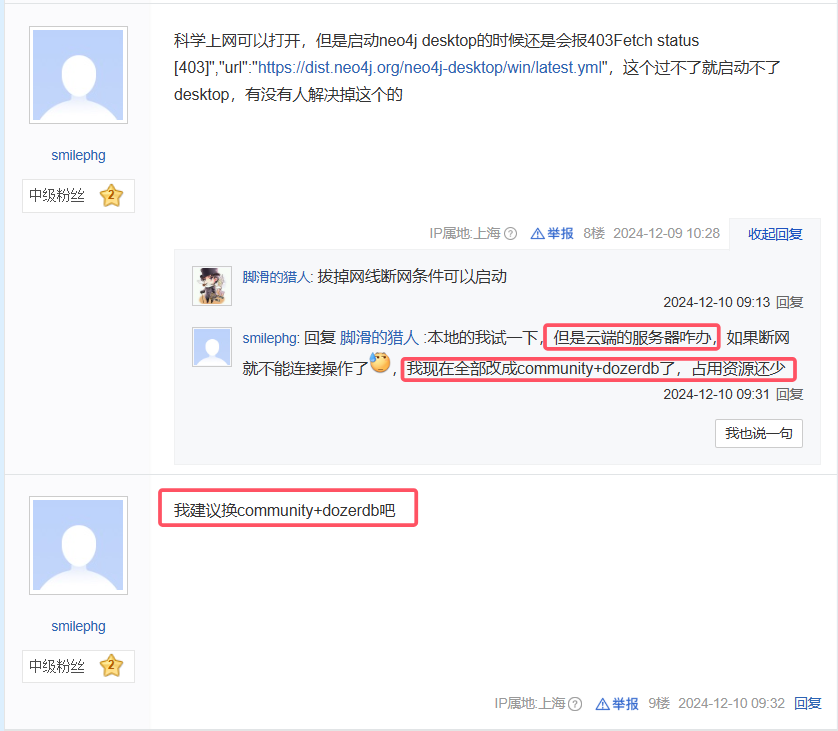 科学上网可以打开，但是启动neo4j desktop的时候还是会报403Fetch status
[403]","url":"https://dist.neo4j.org/neo4j-desktop/win/latest.yml"，这个过不了就启动不了
desktop，有没有人解决掉这个的
smilephg
中级粉丝 2
IP属地:上海 ? 举报 8楼 2024-12-09 10:28 收起回复
脚滑的猎人: 拔掉网线断网条件可以启动
2024-12-10 09:13 回复
smilephg: 回复 脚滑的猎人 :本地的我试一下，但是云端的服务器咋办，如果断网
就不能连接操作了，我现在全部改成community+dozerdb了，占用资源还少
2024-12-10 09:31 回复
我也说一句
我建议换community+dozerdb吧
smilephg
中级粉丝 2
IP属地:上海 ? 举报 9楼 2024-12-10 09:32 回复